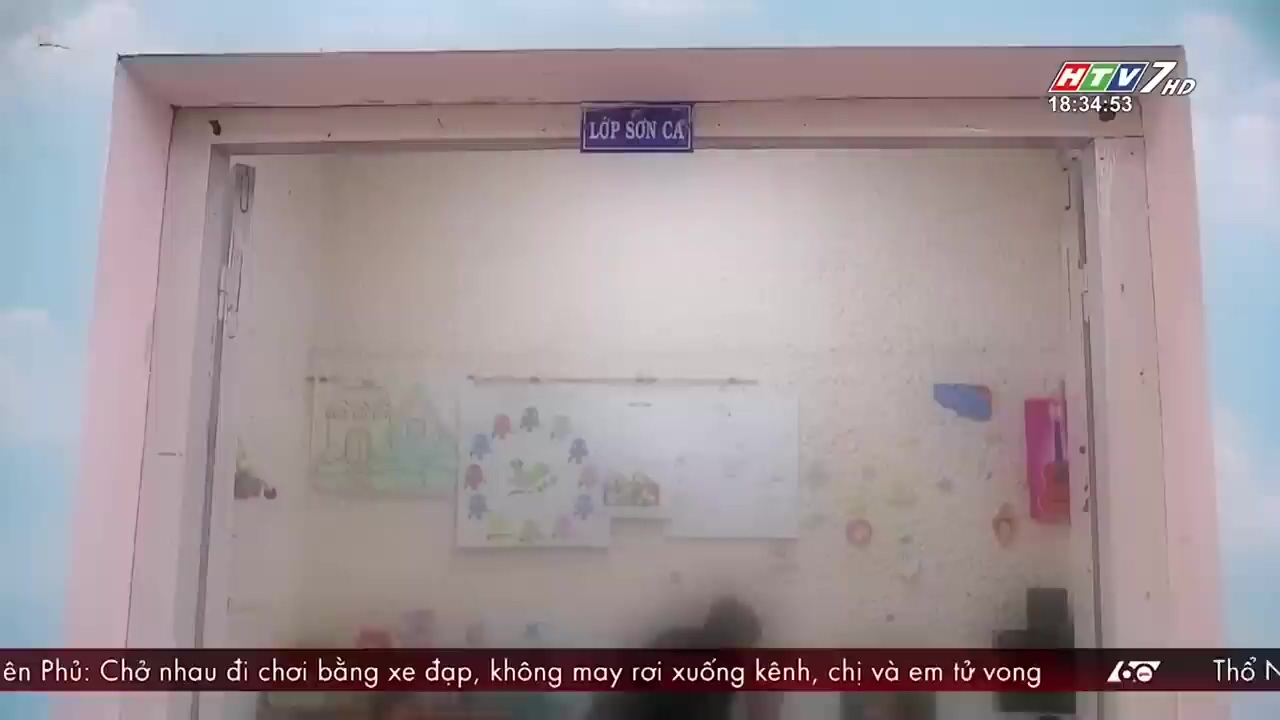 HTV7 HD
18:34:53
LỚP SƠN CA
ên Phủ: Chở nhau đi chơi bằng xe đạp, không may rơi xuống kênh, chị và em tử vong
60
Thổ N